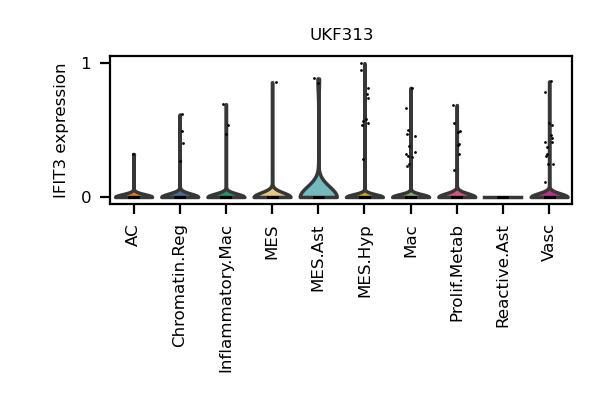 UKF313
IFIT3 expression
1
0
AC
Chromatin.Reg
Inflammatory.Mac
MES
MES.Ast
MES.Hyp
Mac
Prolif.Metab
Reactive.Ast
Vasc